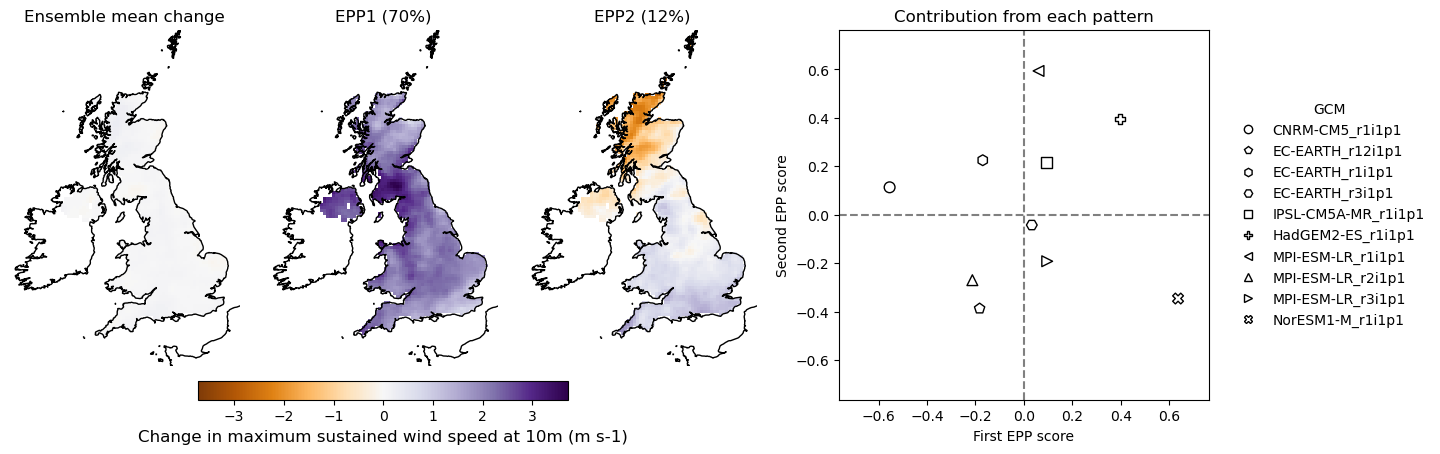 Ensemble mean change
EPP1 (70%)
EPP2 (12%)
Contribution from each pattern
−3
−2
−1
0
1
2
3
Change in maximum sustained wind speed at 10m (m s-1)
Second EPP score
0.6
0.4
0.2
0.0
−0.2
−0.4
−0.6
−0.6
−0.4
−0.2
0.0
0.2
0.4
0.6
First EPP score
GCM
CNRM-CM5_r1i1p1
EC-EARTH_r12i1p1
EC-EARTH_r1i1p1
EC-EARTH_r3i1p1
IPSL-CM5A-MR_r1i1p1
HadGEM2-ES_r1i1p1
MPI-ESM-LR_r1i1p1
MPI-ESM-LR_r2i1p1
MPI-ESM-LR_r3i1p1
NorESM1-M_r1i1p1